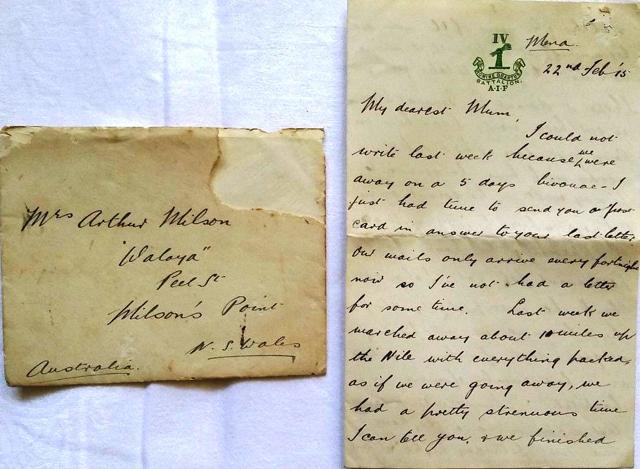 Mrs Arthur Milson
"Walaya"
Peel St
Milson's Point
N. S. Wales
Australia.
IV
1
BATTALION.
A·I·F
Mena
22nd Feb '15
My dearest Mum,
I could not
write last week because we were
away on a 5 days bivouac - I
just had time to send you a post
card in answer to your last letter,
our mails only arrive every fortnight
now so I've not had a letter
for some time. Last week we
marched away about 10 miles up
the Nile with everything packed,
as if we were going away, we
had a pretty strenuous time
I can tell you, & we finished